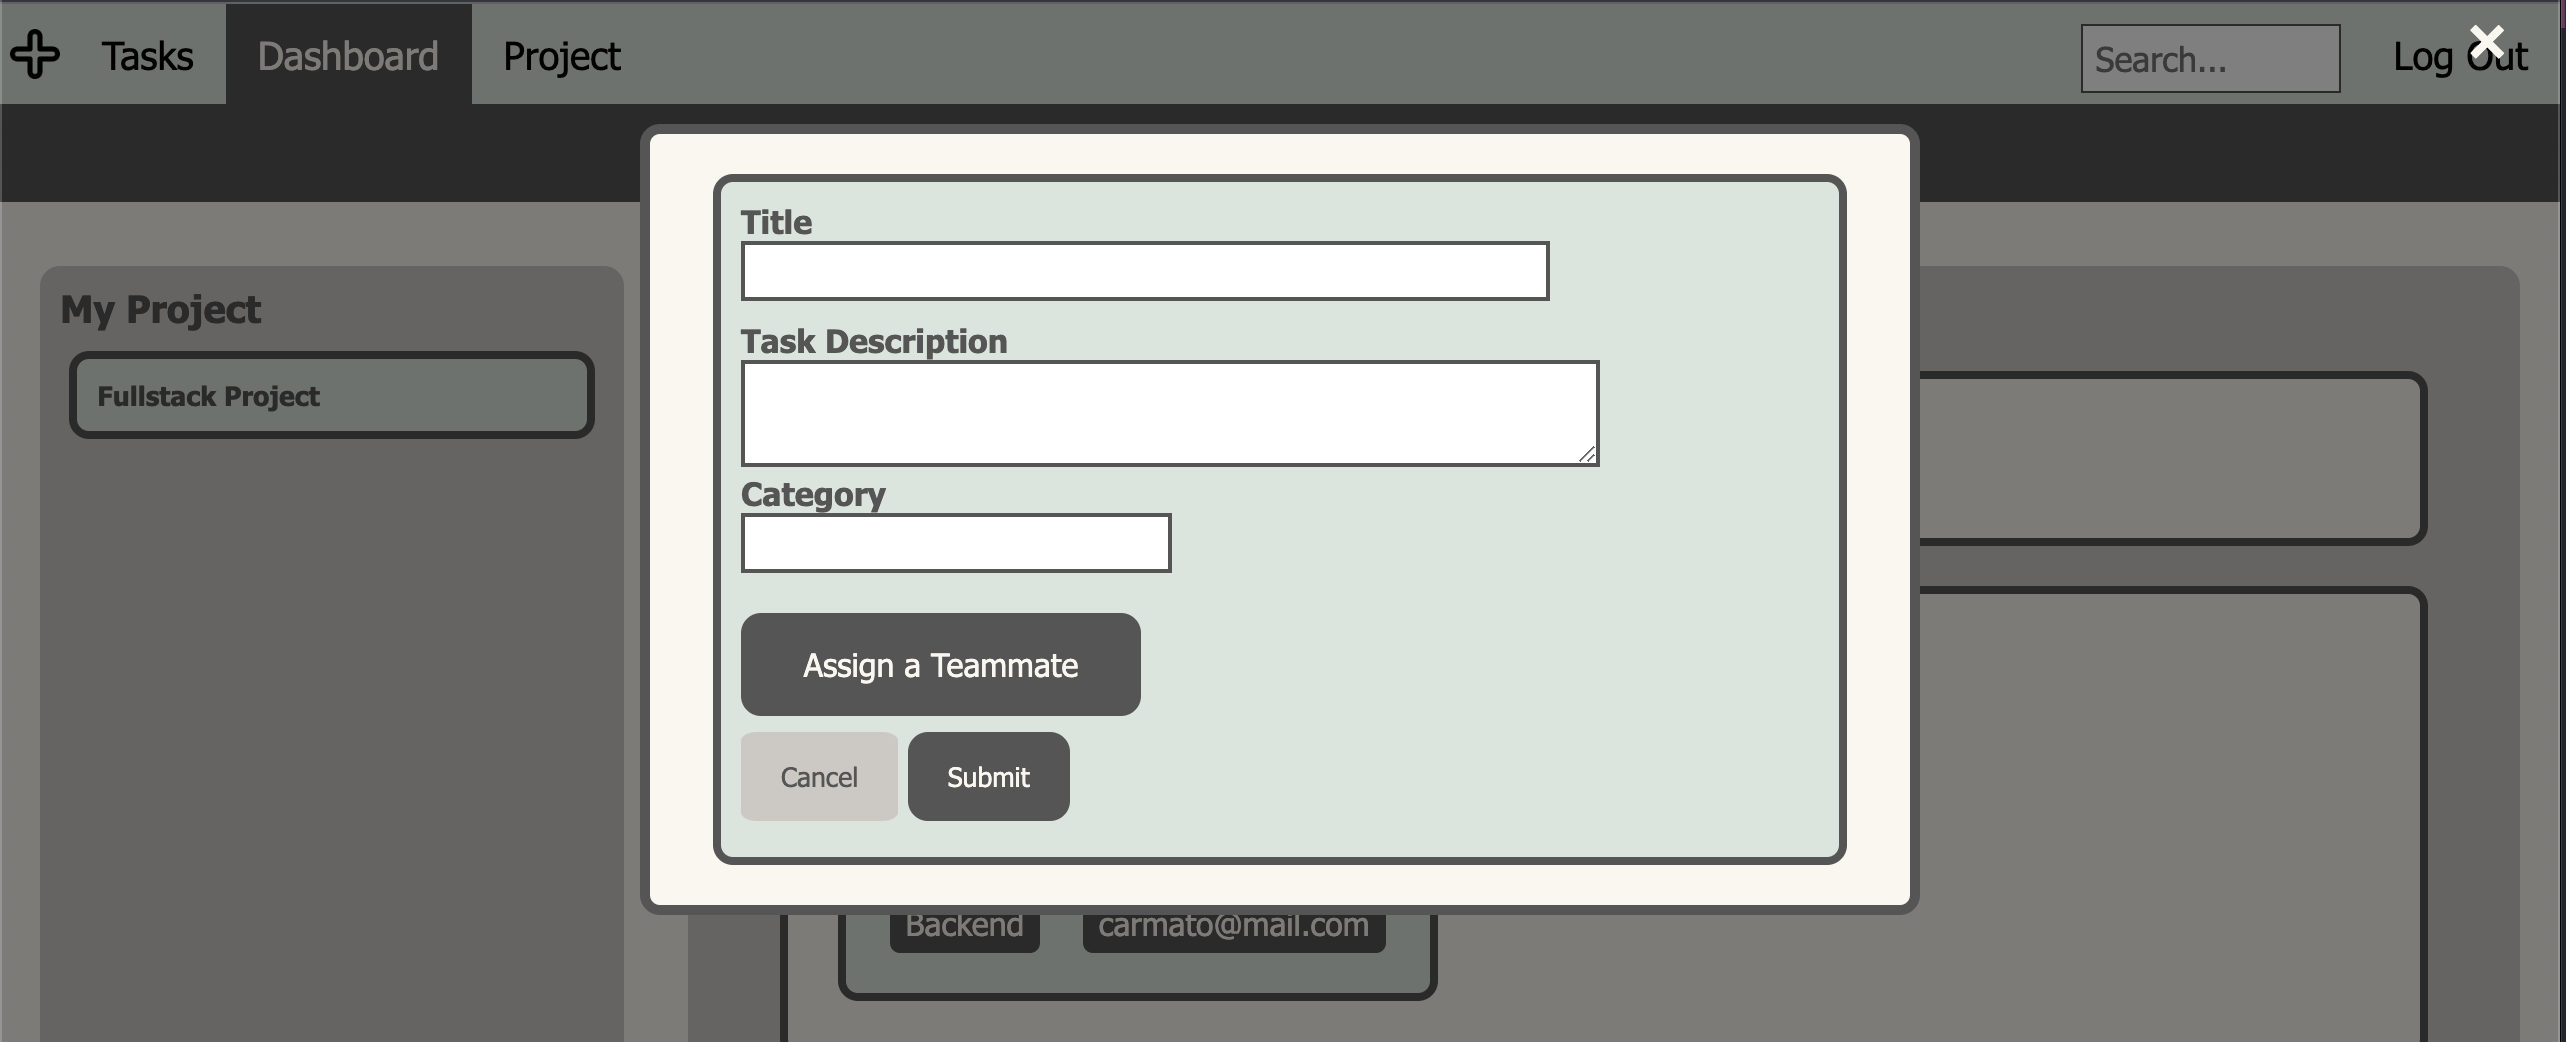 Tasks
Dashboard
Project
Search...
Log Out
My Project
Fullstack Project
Title
Task Description
Category
Assign a Teammate
Cancel
Submit
Backend
carmato@mail.com